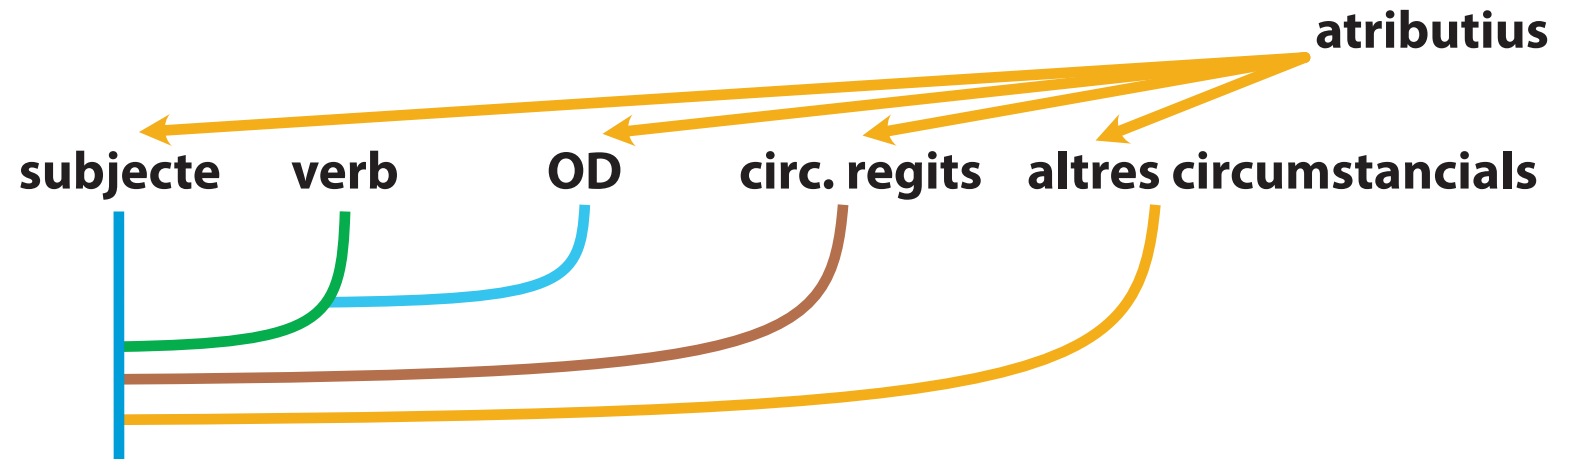 atributius
subjecte verb OD circ. regits altres circumstancials